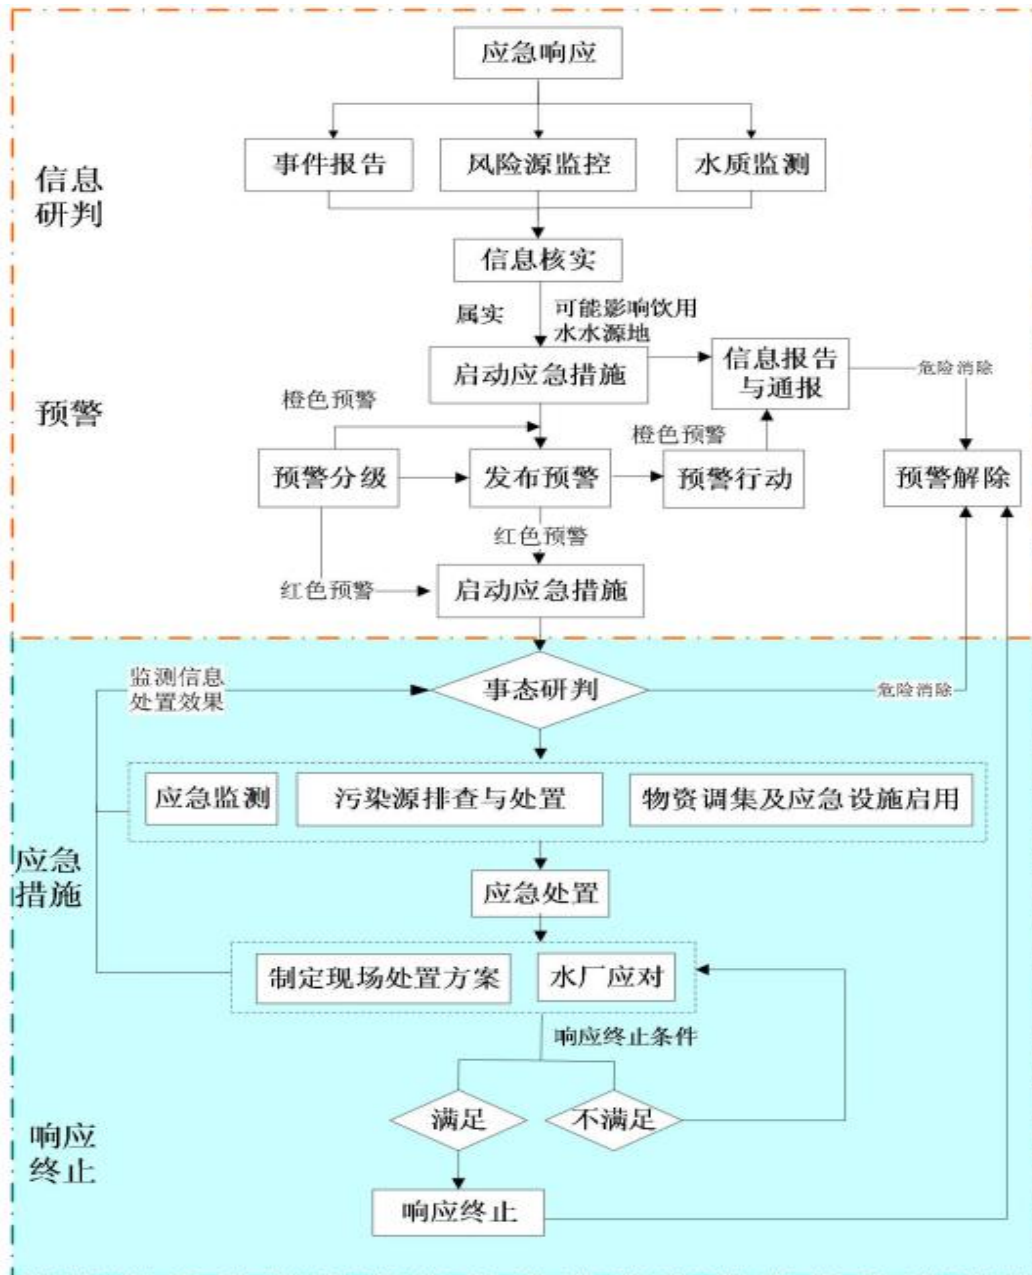 应急响应
事件报告
风险源监控
水质监测
信息
研判
信息核实
属实
可能影响饮用
水水源地
启动应急措施
信息报告
与通报
危险消除
橙色预警
预警
橙色预警
预警分级
发布预警
预警行动
预警解除
红色预警
红色预警
启动应急措施
监测信息
处置效果
事态研判
危险消除
应急监测
污染源排查与处置
物资调集及应急设施启用
应急
措施
应急处置
制定现场处置方案
水厂应对
响应终止条件
满足
不满足
响应
终止
响应终止